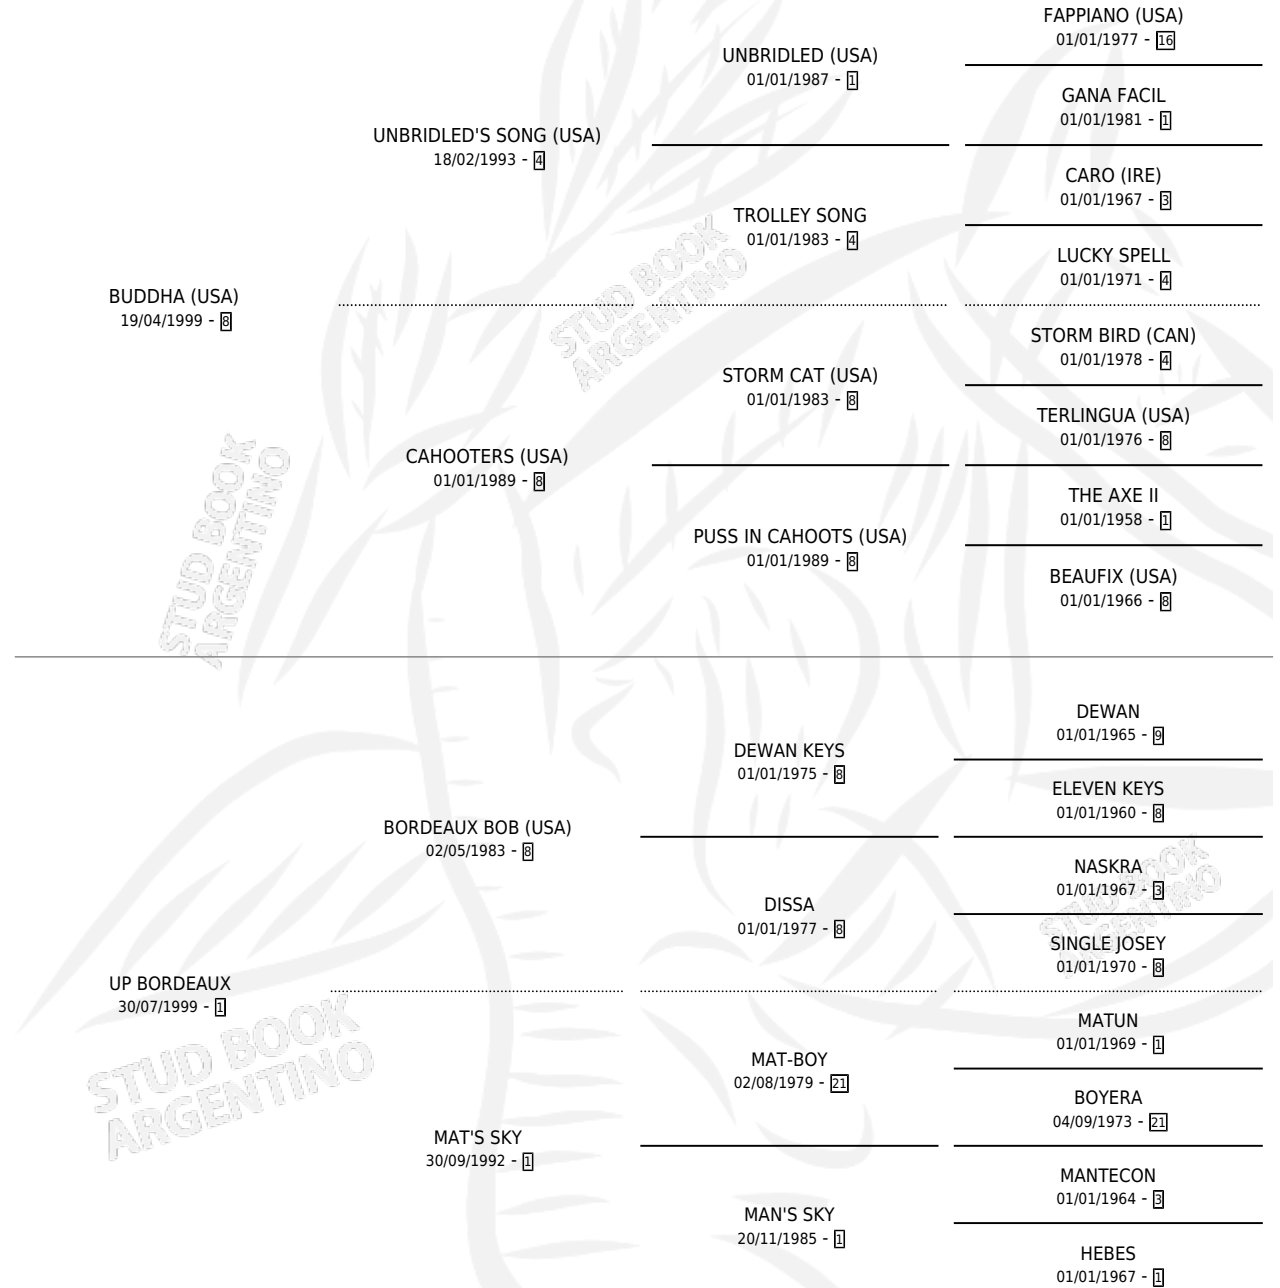 FAPPIANO (USA)
01/01/1977 - 16
UNBRIDLED (USA)
01/01/1987 - 1
GANA FACIL
01/01/1981 - 1
UNBRIDLED'S SONG (USA)
18/02/1993 - 4
CARO (IRE)
01/01/1967 - 3
TROLLEY SONG
01/01/1983 - 4
LUCKY SPELL
01/01/1971 - 4
BUDDHA (USA)
19/04/1999 - 8
STORM BIRD (CAN)
01/01/1978 - 4
STORM CAT (USA)
01/01/1983 - 8
TERLINGUA (USA)
01/01/1976 - 8
CAHOOTERS (USA)
01/01/1989 - 8
THE AXE II
01/01/1958 - 1
PUSS IN CAHOOTS (USA)
01/01/1989 - 8
BEAUFIX (USA)
01/01/1966 - 8
STUD BOOK
ARGENTINO
STUD BOOK
ARGENTINO
DEWAN
01/01/1965 - 9
DEWAN KEYS
01/01/1975 - 8
ELEVEN KEYS
01/01/1960 - 8
BORDEAUX BOB (USA)
02/05/1983 - 8
NASKRA
01/01/1967 - 3
DISSA
01/01/1977 - 8
SINGLE JOSEY
01/01/1970 - 8
STUD BOOK
ARGENTINO
UP BORDEAUX
30/07/1999 - 1
MATUN
01/01/1969 - 1
MAT-BOY
02/08/1979 - 21
BOYERA
04/09/1973 - 21
MAT'S SKY
30/09/1992 - 1
MANTECON
01/01/1964 - 3
MAN'S SKY
20/11/1985 - 1
HEBES
01/01/1967 - 1
STUD BOOK
ARGENTINO